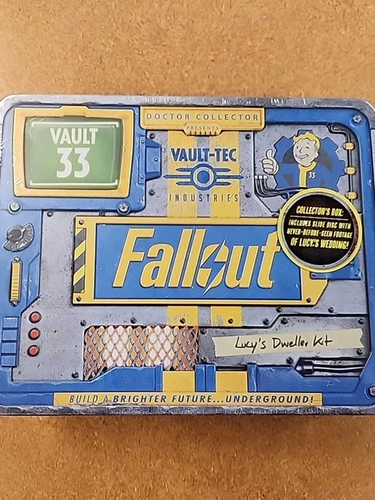 DOCTOR COLLECTOR
PRESENTS
VAULT
33
VAULT-TEC
INDUSTRIES
33
COLLECTOR'S BOX:
INCLUDES SLIDE DISC WITH
NEVER-BEFORE-SEEN FOOTAGE
OF LUCY'S WEDDING!
Fallout
Lucy's Dweller Kit
BUILD A BRIGHTER FUTURE...UNDERGROUND!